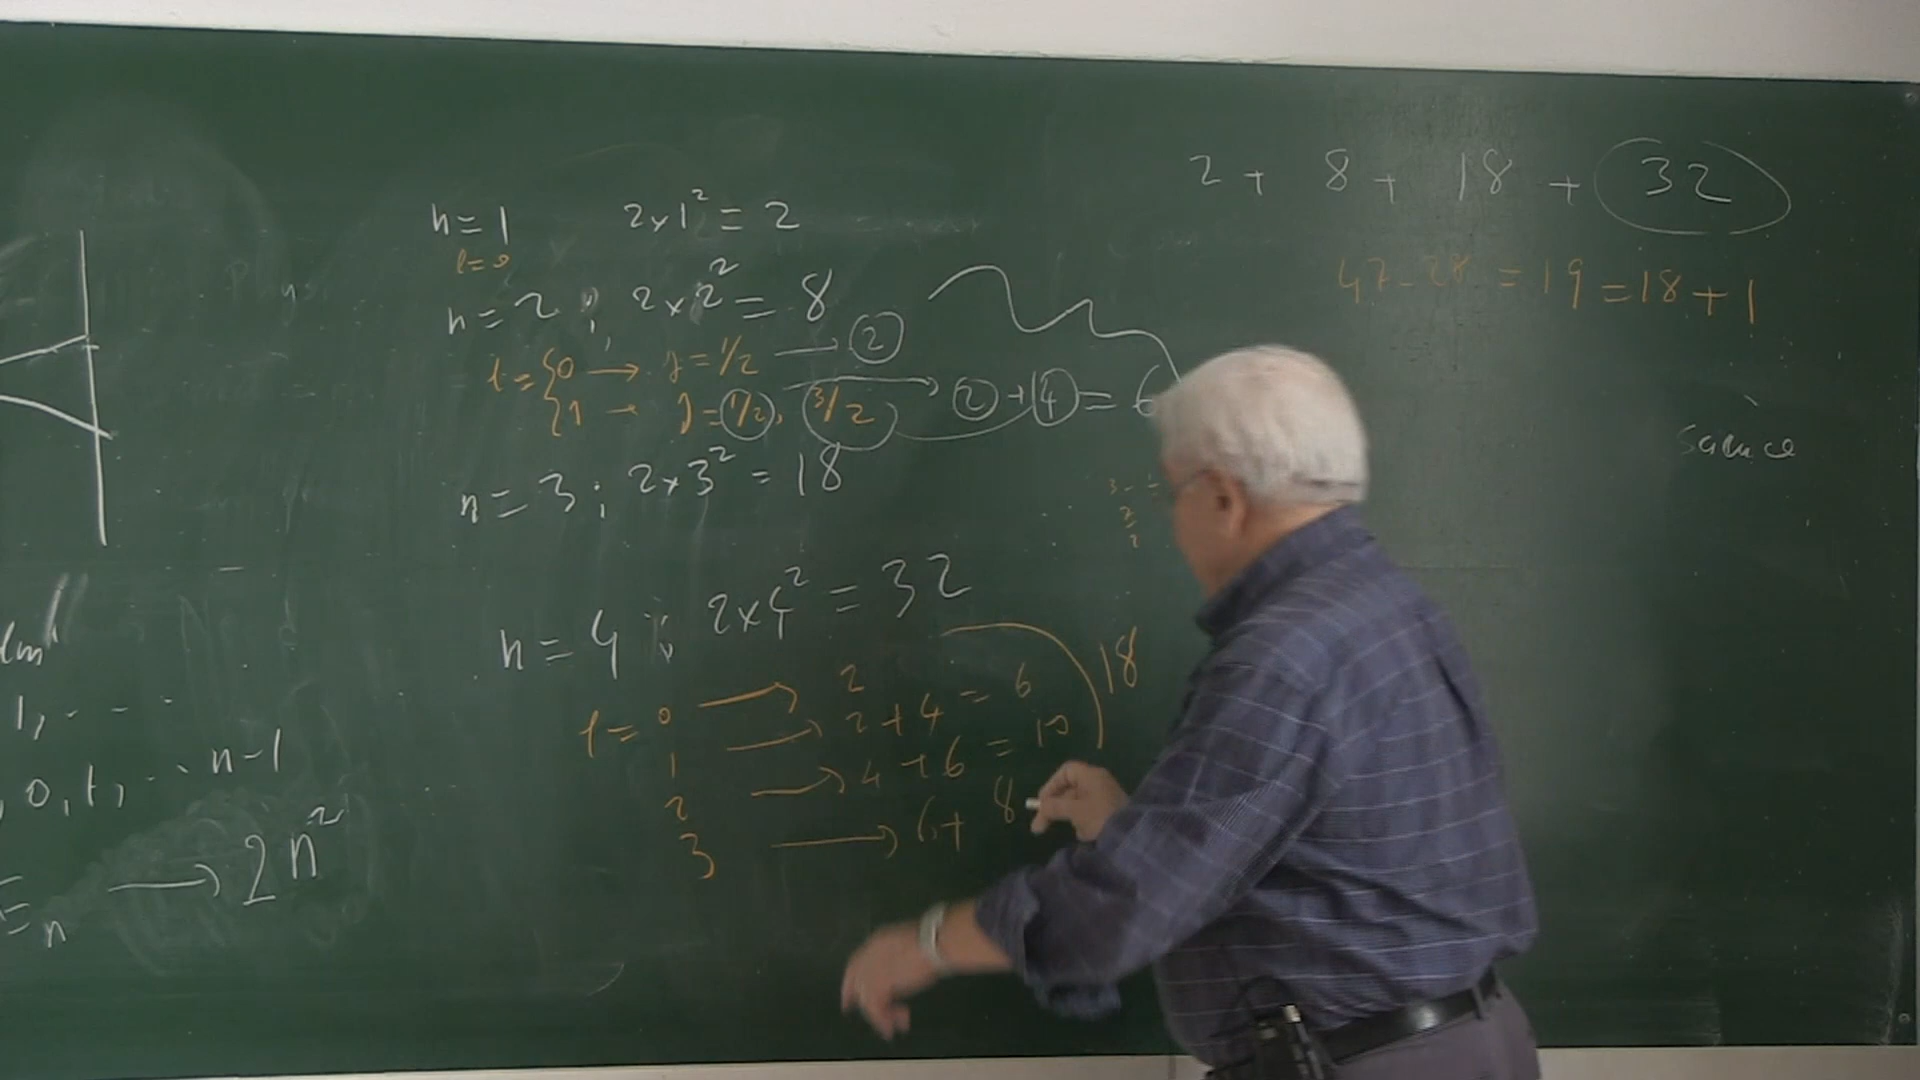 n=1 2×1² = 2
l=0
n=2 ; 2×2² = 8
l= { 0 → j=1/2 → 2
{ 1 → j=1/2, 3/2 → 2+4=6
n=3 ; 2×3² = 18
n=4 ; 2×4² = 32
l= 0 → 2
1 → 2+4 = 6
2 → 4+6 = 10
3 → 6+ 8
18
2 + 8 + 18 + 32
47-28 = 19 = 18+1
1, - - -
0, 1, ... n-1
E n → 2n²